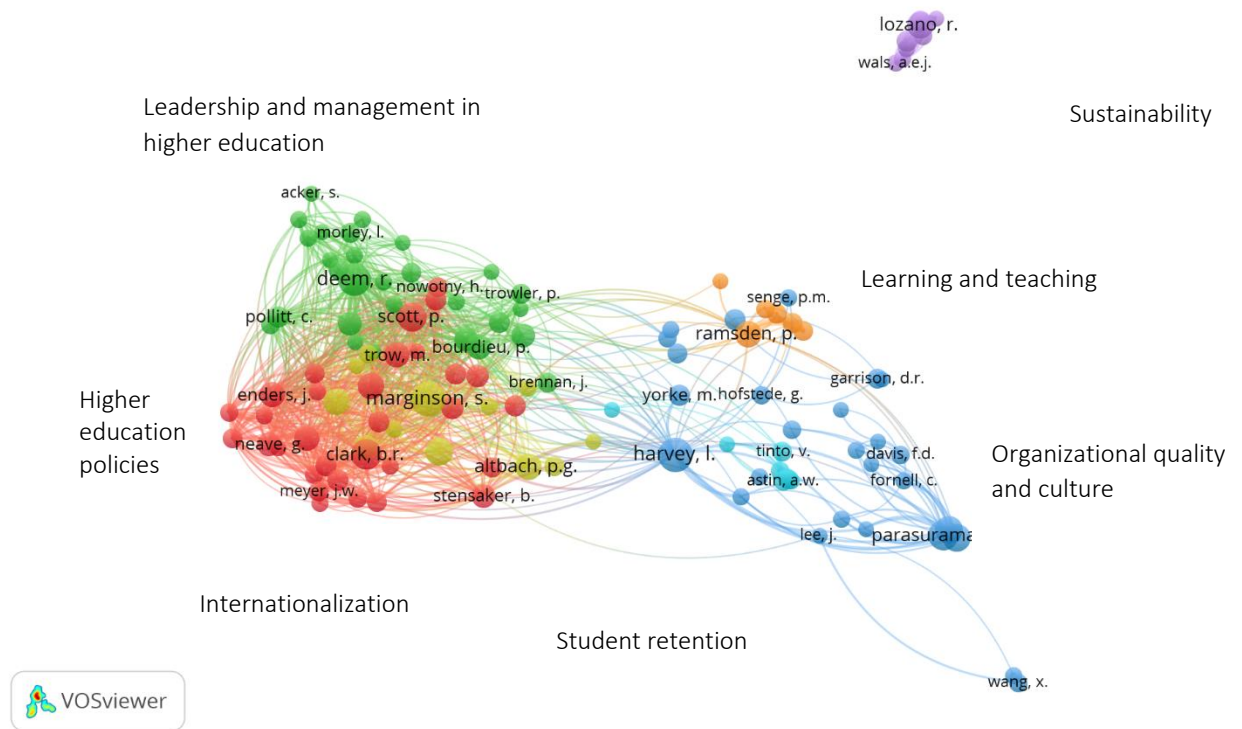 lozano, r.
wals, a.e.j.
Leadership and management in
higher education
Sustainability
acker, s.
morley, l.
deem, r.
nowotny, h.
trowler, p.
Learning and teaching
senge, p.m.
pollitt, c.
scott, p.
ramsden, p.
trow, m.
bourdieu, p.
brennan, j.
garrison, d.r.
enders, j.
marginson, s.
yorke, m.
hofstede, g.
Higher
education
policies
neave, g.
clark, b.r.
altbach, p.g.
harvey, l.
tinto, v.
davis, f.d.
Organizational quality
and culture
astin, a.w.
fornell, c.
meyer, j.w.
stensaker, b.
lee, j.
parasurama
Internationalization
Student retention
wang, x.
VOSviewer